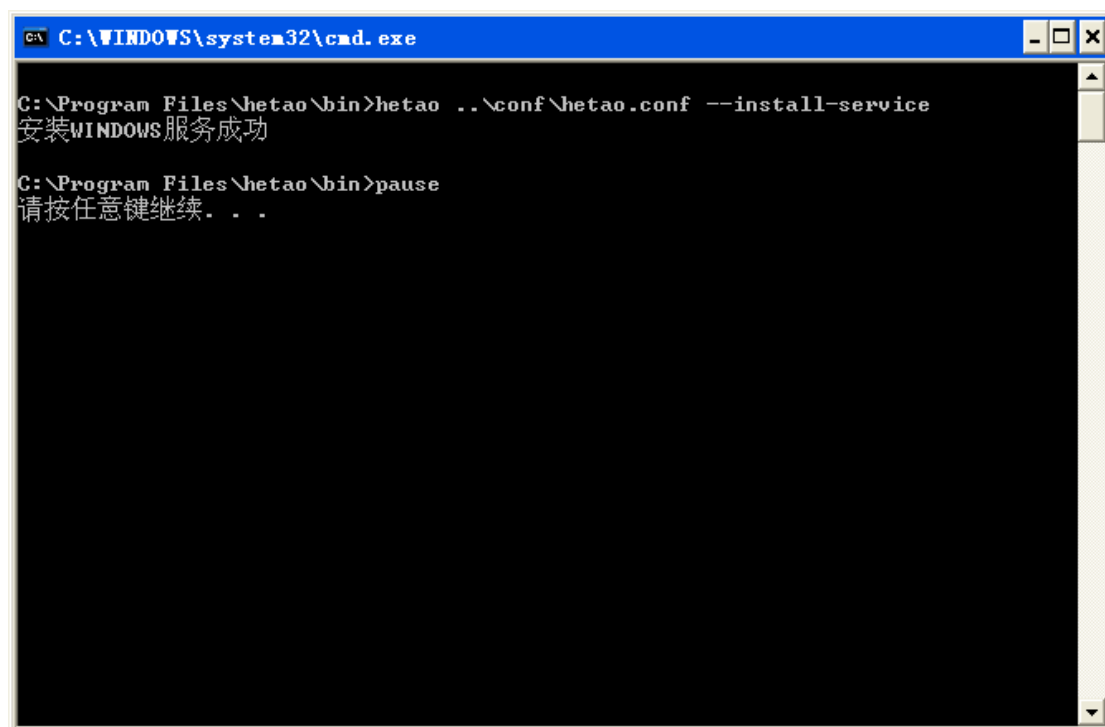 C:\WINDOWS\system32\cmd.exe
C:\Program Files\hetao\bin>hetao ..\conf\hetao.conf --install-service
安装WINDOWS服务成功
C:\Program Files\hetao\bin>pause
请按任意键继续. . .